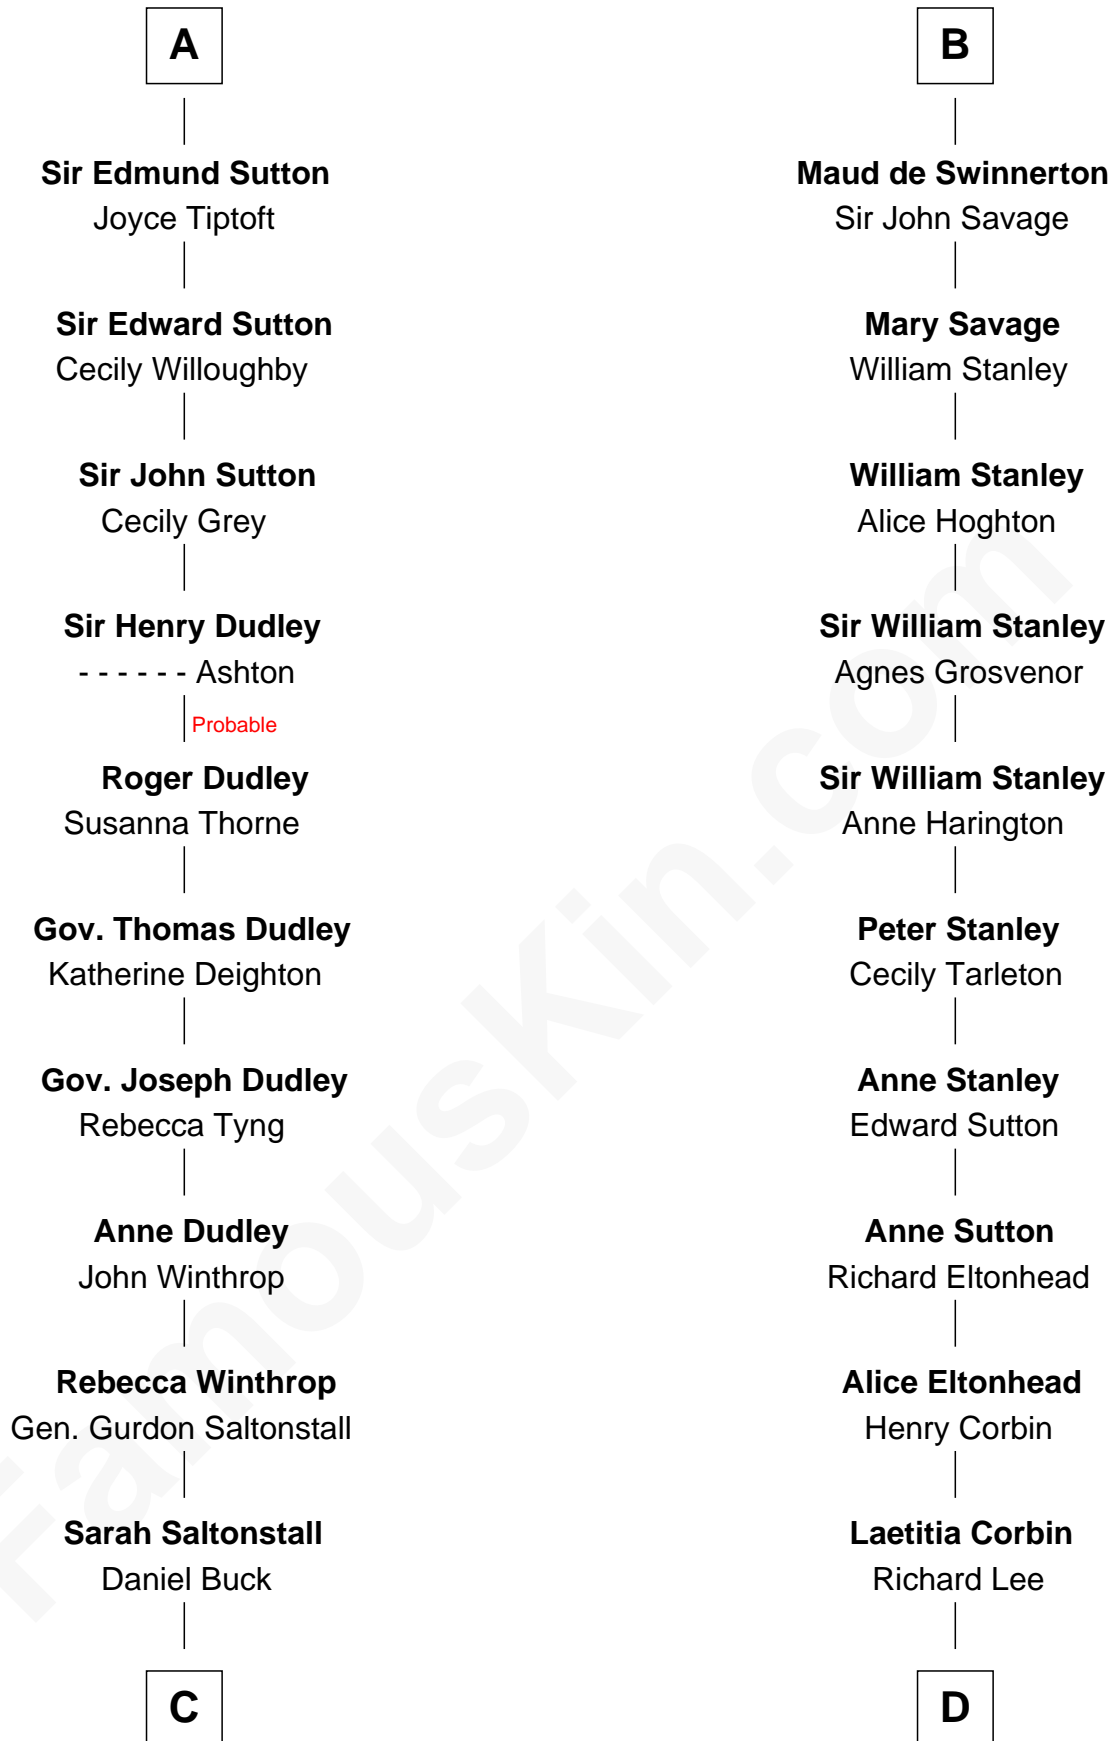 A
Sir Edmund Sutton
Joyce Tiptoft
Sir Edward Sutton
Cecily Willoughby
Sir John Sutton
Cecily Grey
Sir Henry Dudley
- - - - - - Ashton
Probable
Roger Dudley
Susanna Thorne
Gov. Thomas Dudley
Katherine Deighton
Gov. Joseph Dudley
Rebecca Tyng
Anne Dudley
John Winthrop
Rebecca Winthrop
Gen. Gurdon Saltonstall
Sarah Saltonstall
Daniel Buck
C
B
Maud de Swinnerton
Sir John Savage
Mary Savage
William Stanley
William Stanley
Alice Hoghton
Sir William Stanley
Agnes Grosvenor
Sir William Stanley
Anne Harington
Peter Stanley
Cecily Tarleton
Anne Stanley
Edward Sutton
Anne Sutton
Richard Eltonhead
Alice Eltonhead
Henry Corbin
Laetitia Corbin
Richard Lee
D
FamousKin.com